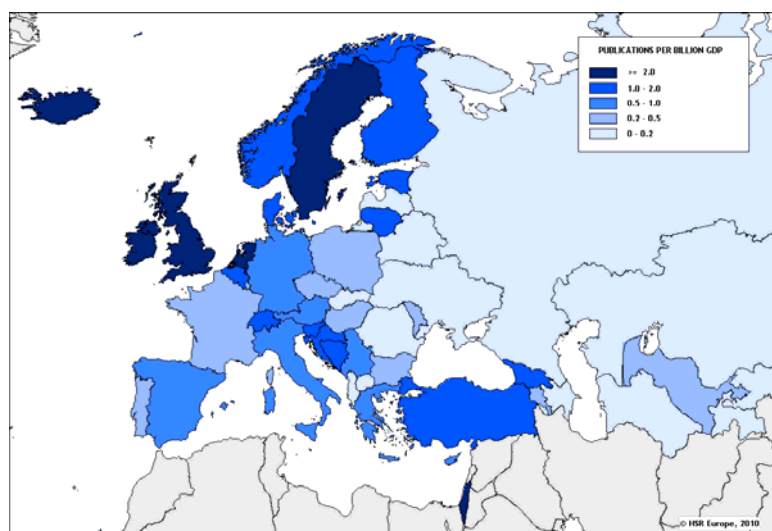 PUBLICATIONS PER BILLION GDP
>= 2.0
1.0 - 2.0
0.5 - 1.0
0.2 - 0.5
0 - 0.2
© HSR Europe, 2010